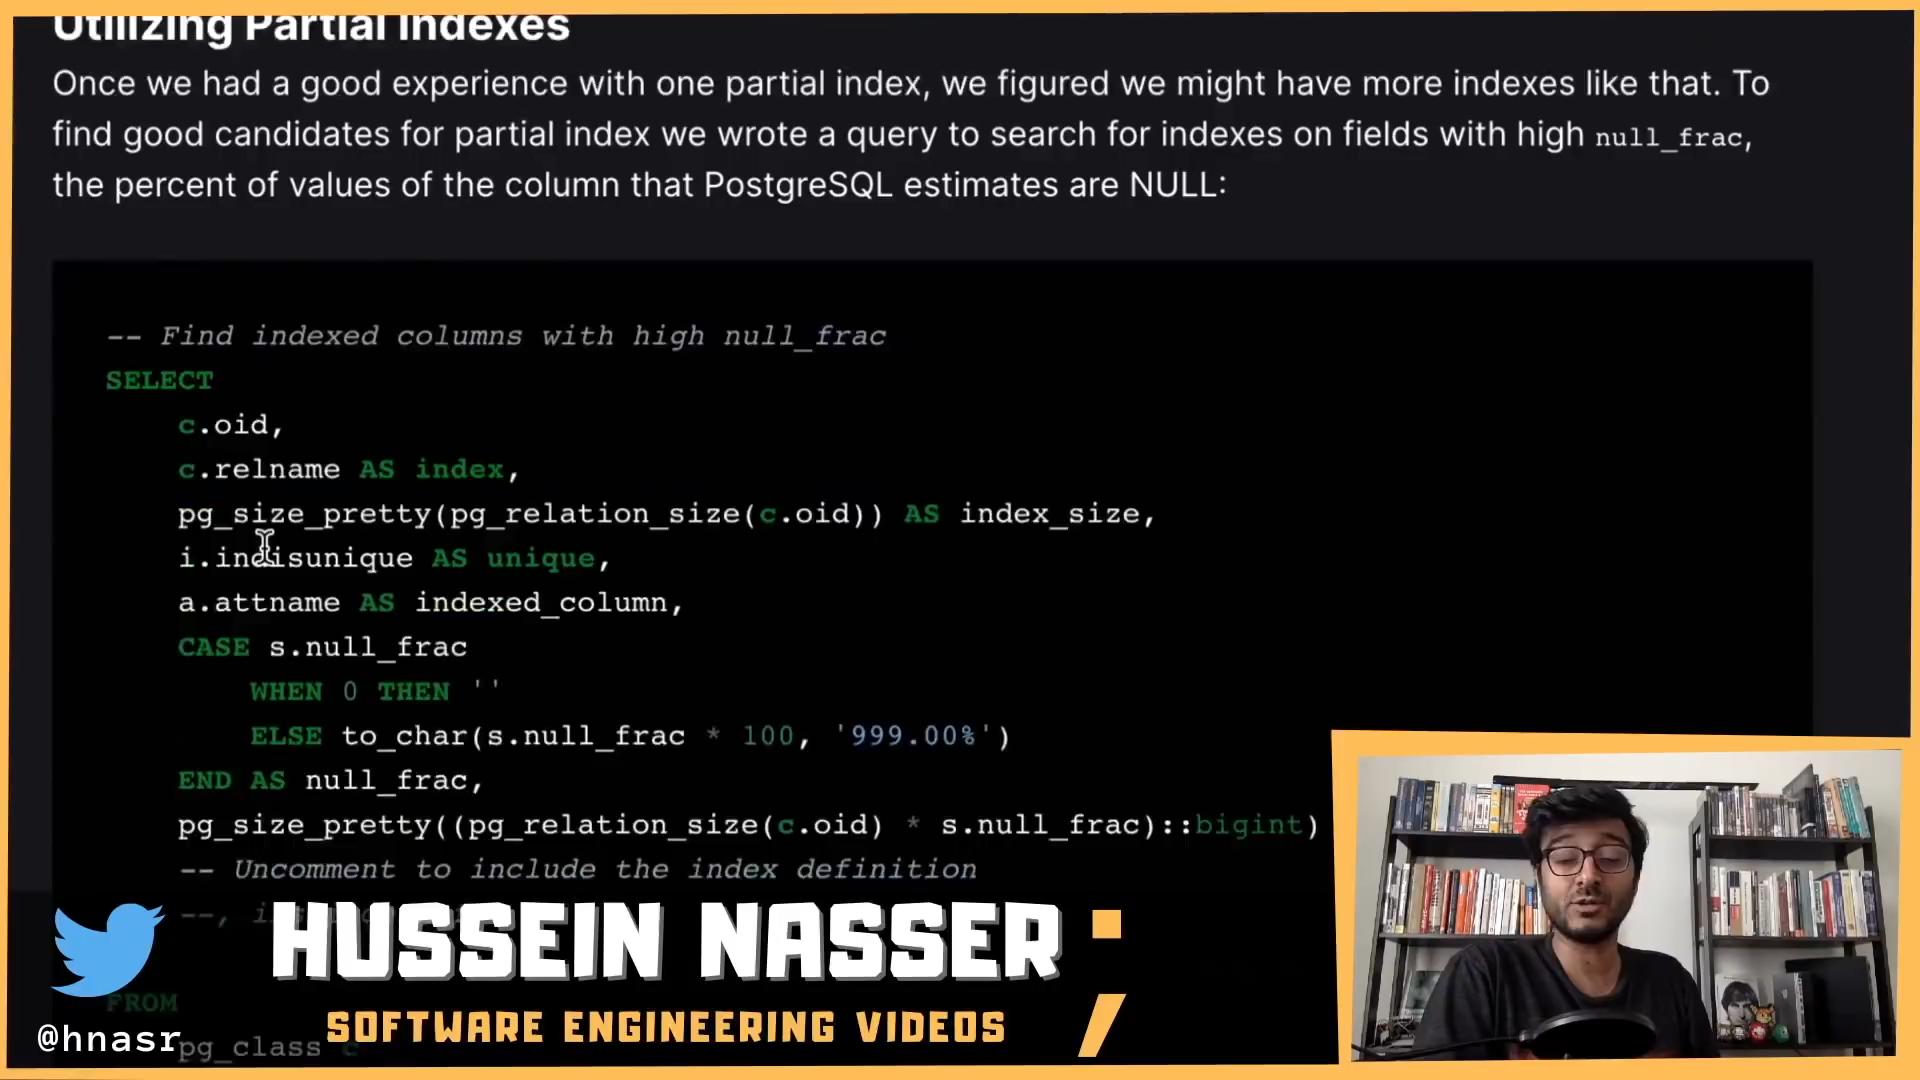 Utilizing Partial Indexes
Once we had a good experience with one partial index, we figured we might have more indexes like that. To
find good candidates for partial index we wrote a query to search for indexes on fields with high null_frac,
the percent of values of the column that PostgreSQL estimates are NULL:
-- Find indexed columns with high null_frac
SELECT
c.oid,
c.relname AS index,
pg_size_pretty(pg_relation_size(c.oid)) AS index_size,
i.indisunique AS unique,
a.attname AS indexed_column,
CASE s.null_frac
WHEN 0 THEN ''
ELSE to_char(s.null_frac * 100, '999.00%')
END AS null_frac,
pg_size_pretty((pg_relation_size(c.oid) * s.null_frac)::bigint)
-- Uncomment to include the index definition
--,
HUSSEIN NASSER ;
FROM
SOFTWARE ENGINEERING VIDEOS
@hnasr
pg_class c